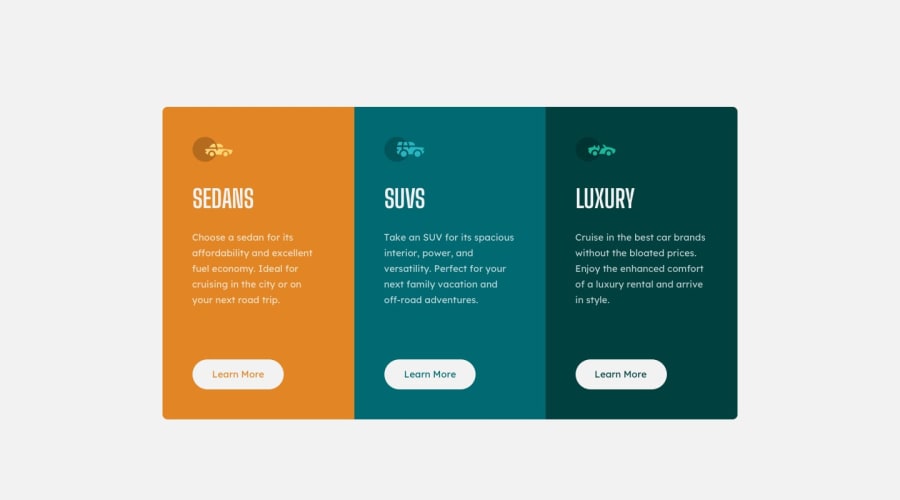 SEDANS
Choose a sedan for its
affordability and excellent
fuel economy. Ideal for
cruising in the city or on
your next road trip.
Learn More
SUVS
Take an SUV for its spacious
interior, power, and
versatility. Perfect for your
next family vacation and
off-road adventures.
Learn More
LUXURY
Cruise in the best car brands
without the bloated prices.
Enjoy the enhanced comfort
of a luxury rental and arrive
in style.
Learn More